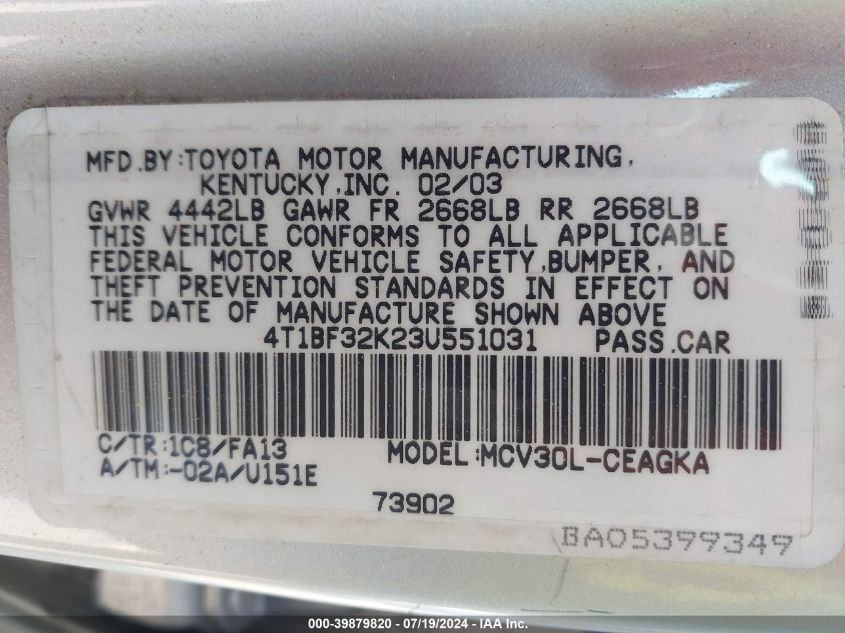 MFD.BY:TOYOTA MOTOR MANUFACTURING,
KENTUCKY,INC. 02/03
GVWR 4442LB GAWR FR 2668LB RR 2668LB
THIS VEHICLE CONFORMS TO ALL APPLICABLE
FEDERAL MOTOR VEHICLE SAFETY,BUMPER, AND
THEFT PREVENTION STANDARDS IN EFFECT ON
THE DATE OF MANUFACTURE SHOWN ABOVE
4T1BF32K23U551031 PASS.CAR
C/TR:1C8/FA13 MODEL:MCV30L-CEAGKA
A/TM:-02A/U151E
73902
BA05399349
000-39879820 - 07/19/2024 - IAA Inc.